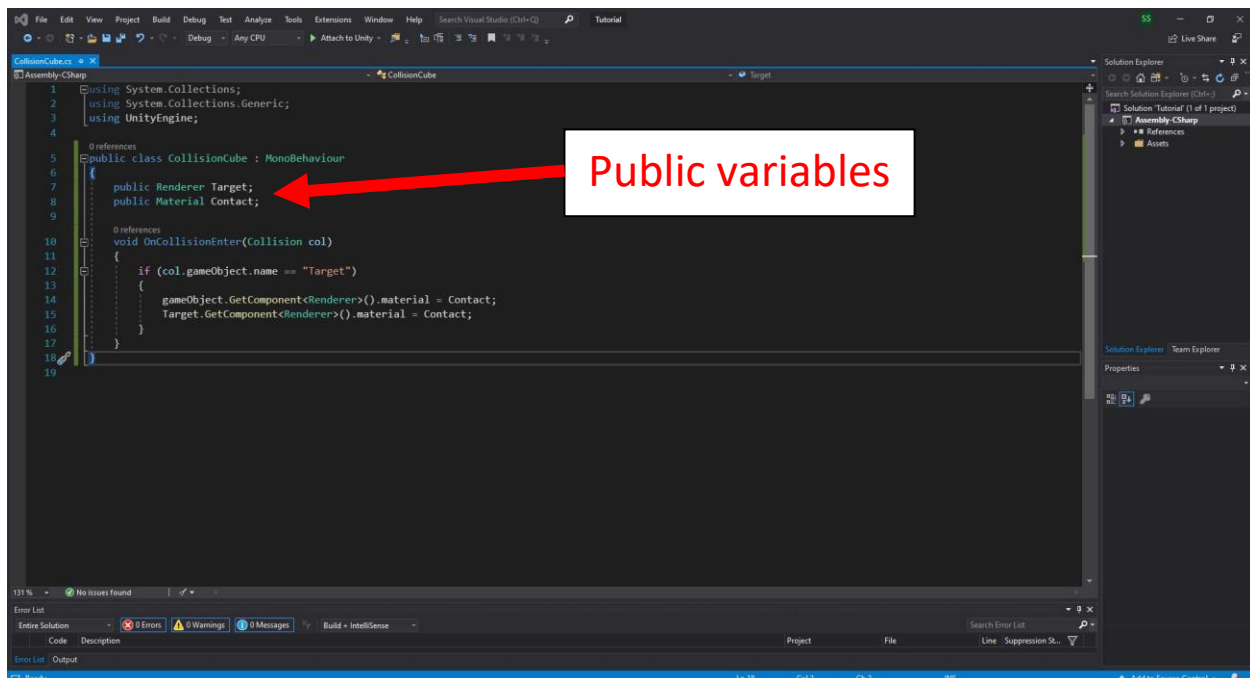 File Edit View Project Build Debug Test Analyze Tools Extensions Window Help Search Visual Studio (Ctrl+Q) Tutorial SS
Debug Any CPU Attach to Unity Live Share
CollisionCube.cs
Assembly-CSharp CollisionCube Target
1 using System.Collections;
2 using System.Collections.Generic;
3 using UnityEngine;
4
0 references
5 public class CollisionCube : MonoBehaviour
6 {
7 public Renderer Target;
8 public Material Contact;
9
0 references
10 void OnCollisionEnter(Collision col)
11 {
12 if (col.gameObject.name == "Target")
13 {
14 gameObject.GetComponent<Renderer>().material = Contact;
15 Target.GetComponent<Renderer>().material = Contact;
16 }
17 }
18 }
19
Public variables
Solution Explorer
Search Solution Explorer (Ctrl+;)
Solution 'Tutorial' (1 of 1 project)
Assembly-CSharp
References
Assets
Solution Explorer Team Explorer
Properties
131 % No issues found
Error List
Entire Solution 0 Errors 0 Warnings 0 Messages Build + IntelliSense Search Error List
Code Description Project File Line Suppression St...
Error List Output